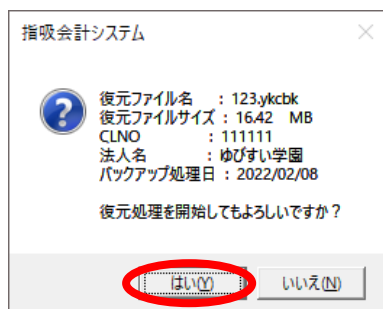 指吸会計システム
復元ファイル名 : 123.ykcbk
復元ファイルサイズ : 16.42 MB
CLNO : 111111
法人名 : ゆびすい学園
バックアップ処理日 : 2022/02/08
復元処理を開始してもよろしいですか？
はい(Y) いいえ(N)